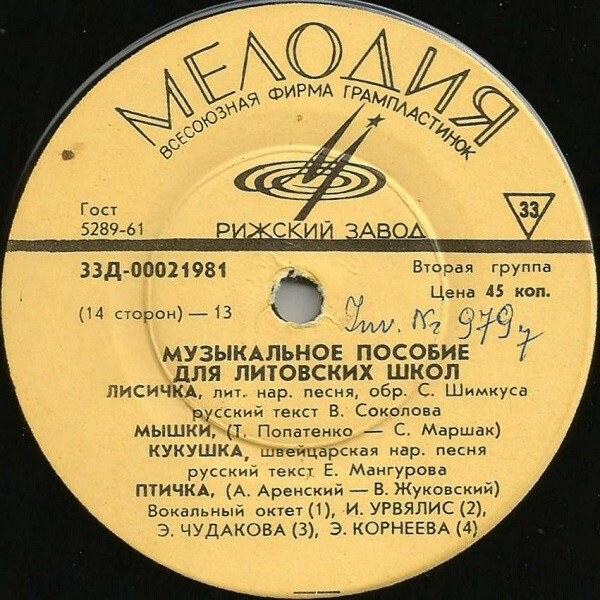 МЕЛОДИЯ
ВСЕСОЮЗНАЯ ФИРМА ГРАМПЛАСТИНОК
Гост
5289-61
РИЖСКИЙ ЗАВОД
33
33Д-00021981
Вторая группа
Цена 45 коп.
(14 сторон) — 13
Inv. Nr 979 7
МУЗЫКАЛЬНОЕ ПОСОБИЕ
ДЛЯ ЛИТОВСКИХ ШКОЛ
ЛИСИЧКА, лит. нар. песня, обр. С. Шимкуса
русский текст В. Соколова
МЫШКИ, (Т. Попатенко — С. Маршак)
КУКУШКА, швейцарская нар. песня
русский текст Е. Мангурова
ПТИЧКА, (А. Аренский — В. Жуковский)
Вокальный октет (1), И. УРВЯЛИС (2),
Э. ЧУДАКОВА (3), Э. КОРНЕЕВА (4)